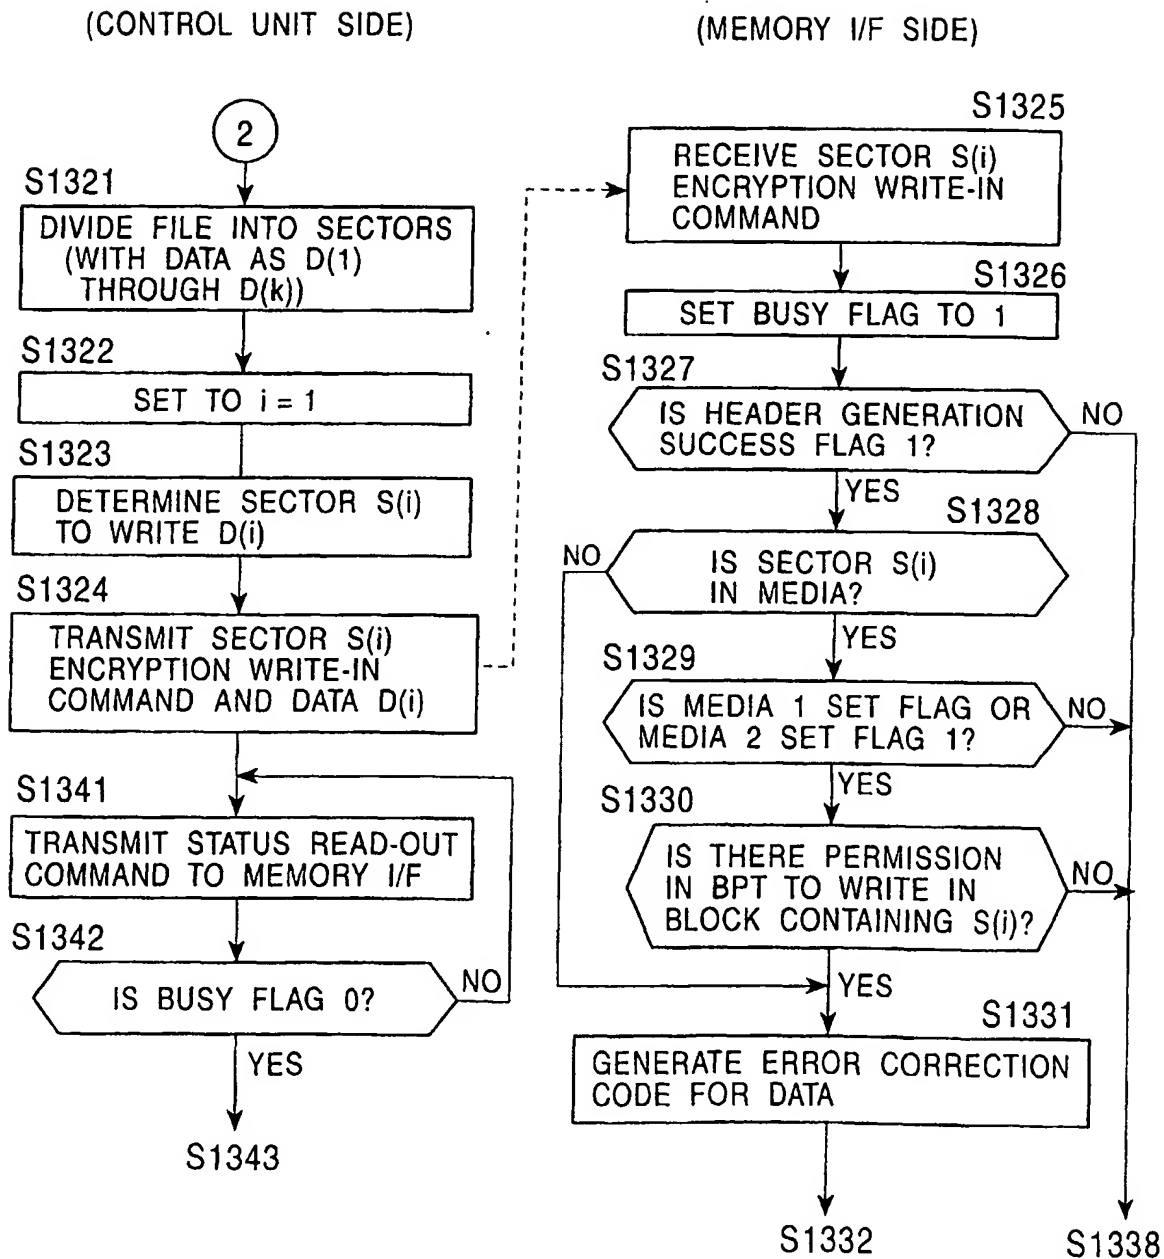 (CONTROL UNIT SIDE)
2
S1321
DIVIDE FILE INTO SECTORS
(WITH DATA AS D(1)
THROUGH D(k))
S1322
SET TO i = 1
S1323
DETERMINE SECTOR S(i)
TO WRITE D(i)
S1324
TRANSMIT SECTOR S(i)
ENCRYPTION WRITE-IN
COMMAND AND DATA D(i)
S1341
TRANSMIT STATUS READ-OUT
COMMAND TO MEMORY I/F
S1342
IS BUSY FLAG 0?
NO
YES
S1343
(MEMORY I/F SIDE)
S1325
RECEIVE SECTOR S(i)
ENCRYPTION WRITE-IN
COMMAND
S1326
SET BUSY FLAG TO 1
S1327
IS HEADER GENERATION
SUCCESS FLAG 1?
NO
YES
S1328
NO
IS SECTOR S(i)
IN MEDIA?
YES
S1329
IS MEDIA 1 SET FLAG OR
MEDIA 2 SET FLAG 1?
NO
YES
S1330
IS THERE PERMISSION
IN BPT TO WRITE IN
BLOCK CONTAINING S(i)?
NO
YES
S1331
GENERATE ERROR CORRECTION
CODE FOR DATA
S1332
S1338